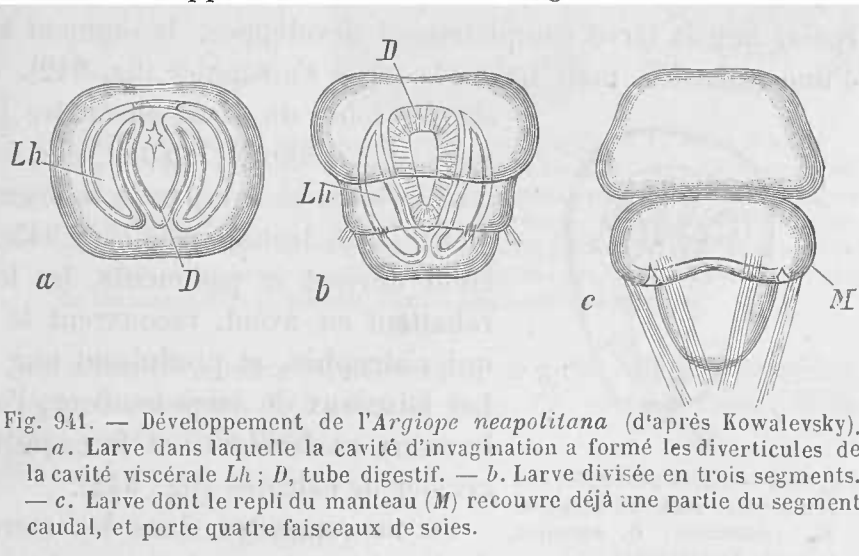 D
Lh
Lh
a
D
b
c
M
Fig. 941. — Développement de l'Argiope neapolitana (d'après Kowalevsky).
— a. Larve dans laquelle la cavité d'invagination a formé les diverticules de
la cavité viscérale Lh ; D, tube digestif. — b. Larve divisée en trois segments.
— c. Larve dont le repli du manteau (M) recouvre déjà une partie du segment
caudal, et porte quatre faisceaux de soies.